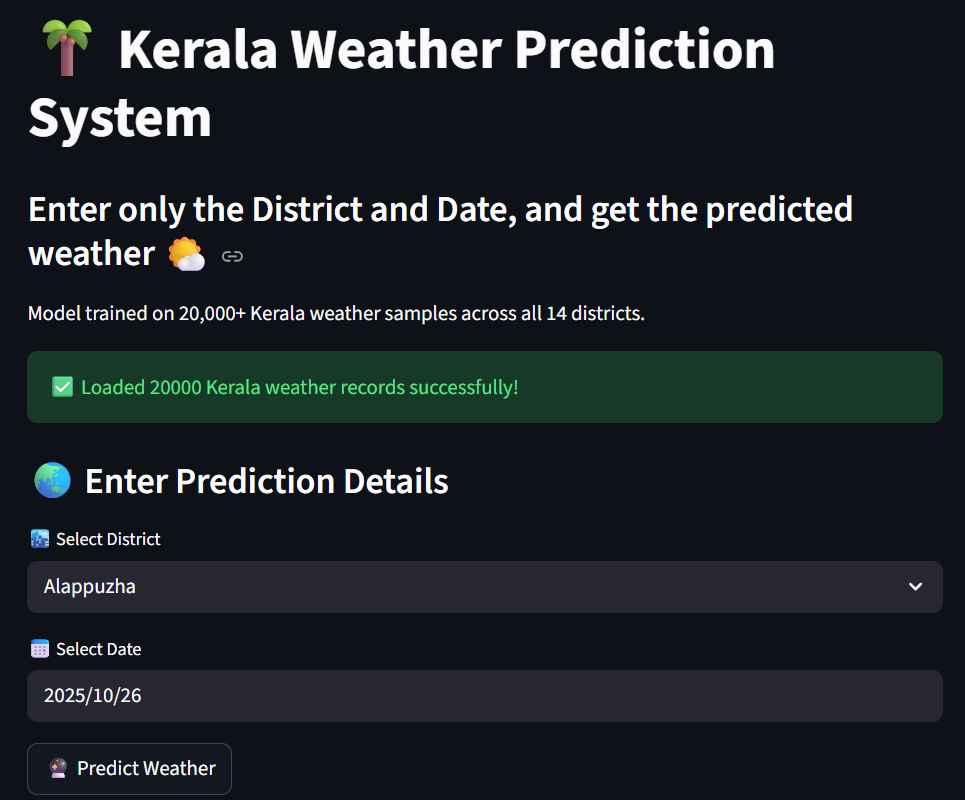 🌴 Kerala Weather Prediction
System
Enter only the District and Date, and get the predicted
weather 🌤️
Model trained on 20,000+ Kerala weather samples across all 14 districts.
✅ Loaded 20000 Kerala weather records successfully!
🌏 Enter Prediction Details
🏙️ Select District
Alappuzha
📅 Select Date
2025/10/26
🔮 Predict Weather